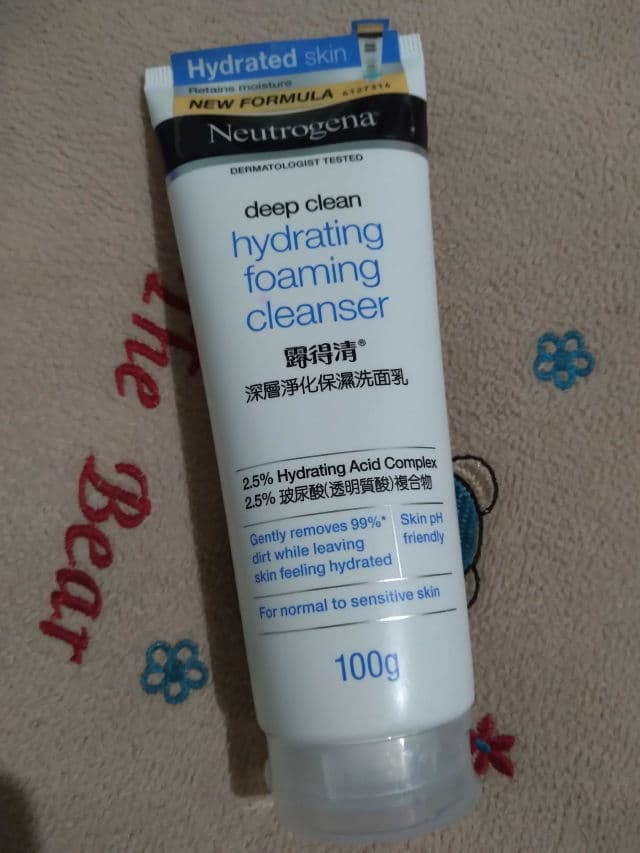 Hydrated skin
Retains moisture
NEW FORMULA
Neutrogena®
DERMATOLOGIST TESTED
deep clean
hydrating
foaming
cleanser
露得清®
深層淨化保濕洗面乳
2.5% Hydrating Acid Complex
2.5% 玻尿酸(透明質酸)複合物
Gently removes 99%*
dirt while leaving
skin feeling hydrated
Skin pH
friendly
For normal to sensitive skin
100g
The
Bear